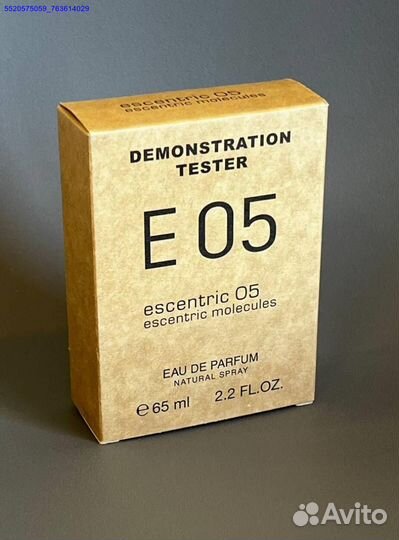 5520575059_763614029
escentric 05
escentric molecules
DEMONSTRATION
TESTER
E 05
escentric 05
escentric molecules
EAU DE PARFUM
NATURAL SPRAY
℮ 65 ml 2.2 FL.OZ.
Avito